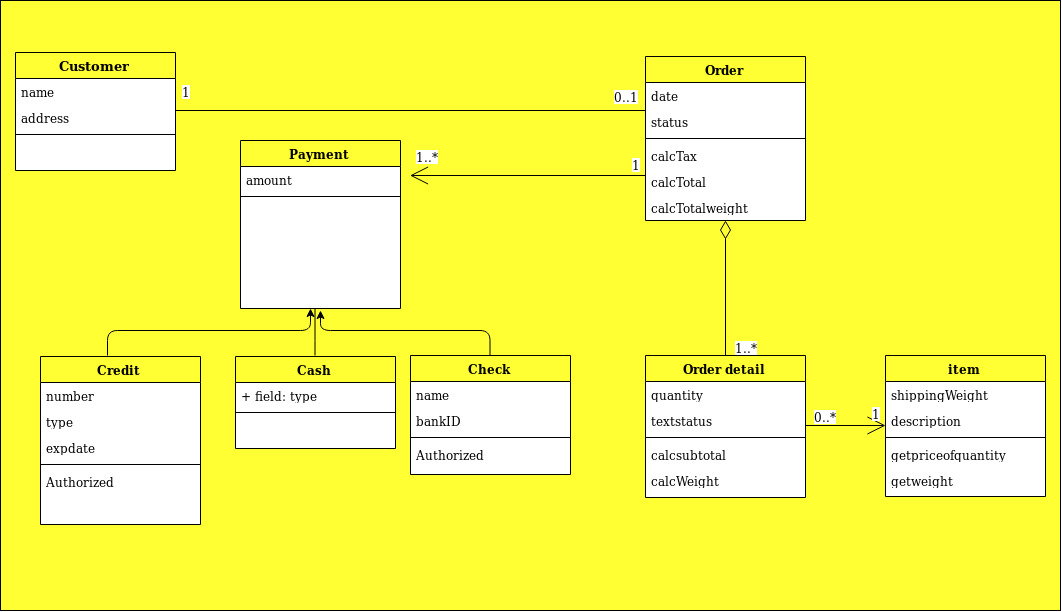 Customer
name
address
1
0..1
Order
date
status
calcTax
calcTotal
calcTotalweight
Payment
amount
1..*
1
Credit
number
type
expdate
Authorized
Cash
+ field: type
Check
name
bankID
Authorized
1..*
Order detail
quantity
textstatus
calcsubtotal
calcWeight
0..*
1
item
shippingWeight
description
getpriceofquantity
getweight